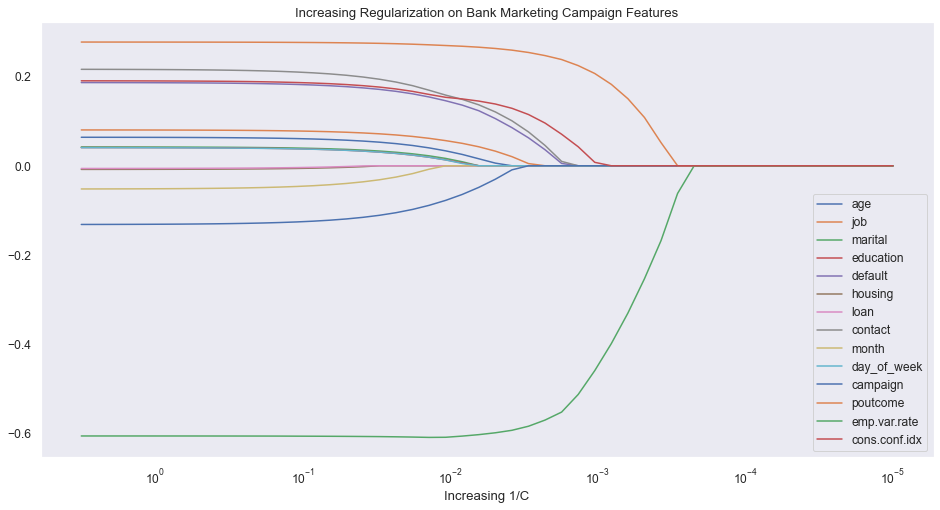 Increasing Regularization on Bank Marketing Campaign Features
0.2
0.0
−0.2
−0.4
−0.6
age
job
marital
education
default
housing
loan
contact
month
day_of_week
campaign
poutcome
emp.var.rate
cons.conf.idx
10⁰ 10⁻¹ 10⁻² 10⁻³ 10⁻⁴ 10⁻⁵
Increasing 1/C